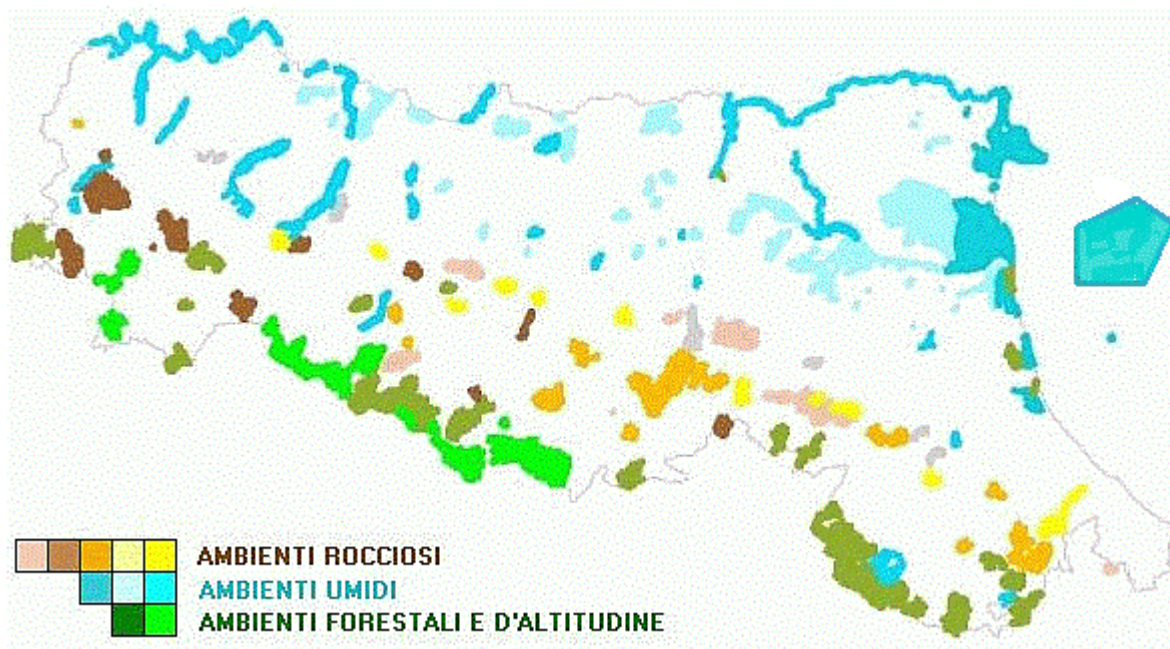 AMBIENTI ROCCIOSI
AMBIENTI UMIDI
AMBIENTI FORESTALI E D'ALTITUDINE